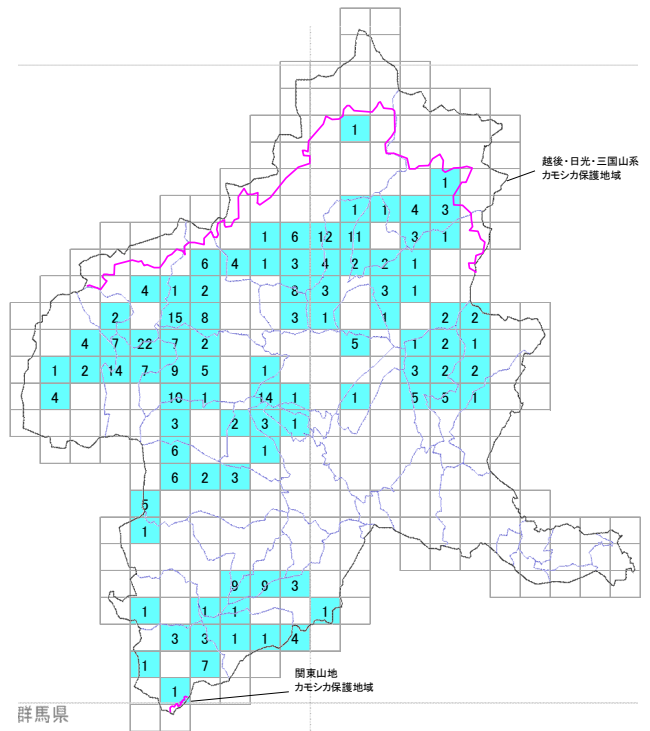 1
越後・日光・三国山系
カモシカ保護地域
1
1 1 4 3
1 6 12 11 3 1
6 4 1 3 4 2 2 1
4 1 2 8 3 3 1
2 15 8 3 1 1 2 2
4 7 22 7 2 5 1 2 1
1 2 14 7 9 5 1 3 2 2
4 10 1 14 1 1 5 5 1
3 2 3 1
6 1
6 2 3
5
1
9 9 3
1 1 1 1
3 3 1 1 4
1 7
関東山地
カモシカ保護地域
1
群馬県